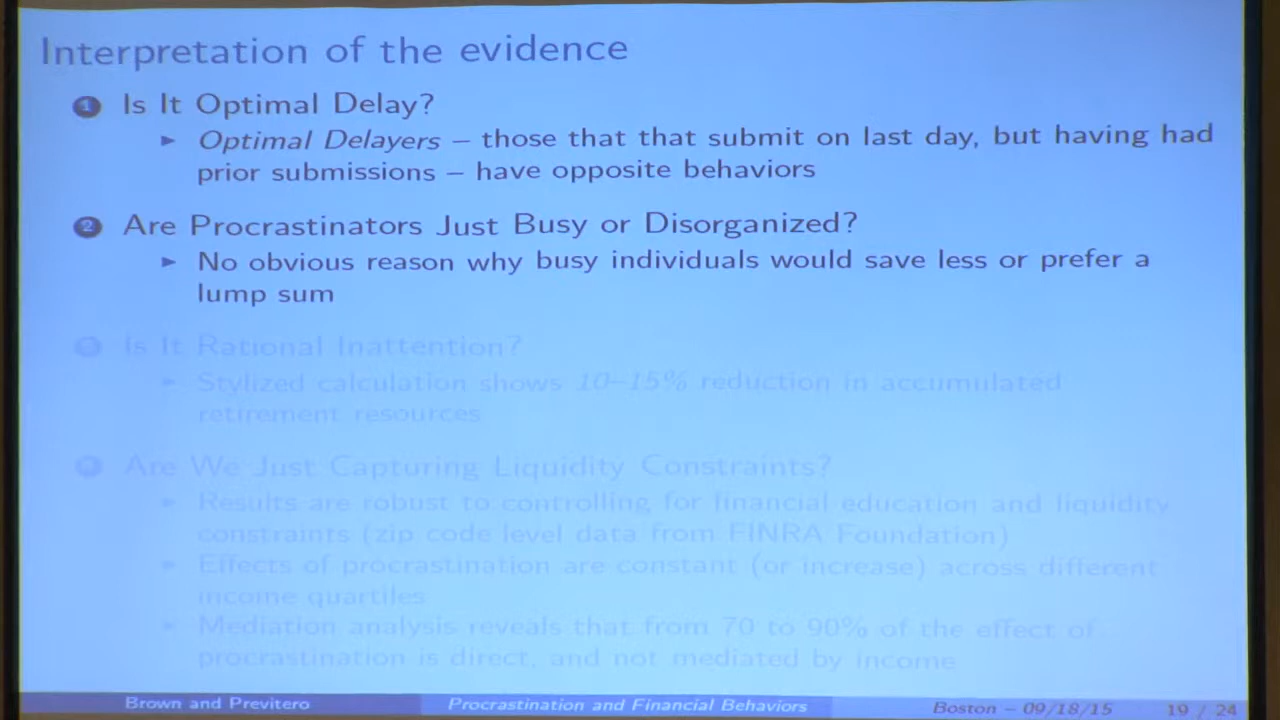 Interpretation of the evidence
1 Is It Optimal Delay?
► Optimal Delayers – those that that submit on last day, but having had
prior submissions – have opposite behaviors
2 Are Procrastinators Just Busy or Disorganized?
► No obvious reason why busy individuals would save less or prefer a
lump sum
3 Is It Rational Inattention?
► Stylized calculation shows 10–15% reduction in accumulated
retirement resources
4 Are We Just Capturing Liquidity Constraints?
► Results are robust to controlling for financial education and liquidity
constraints (zip code level data from FINRA Foundation)
► Effects of procrastination are constant (or increase) across different
income quartiles
► Mediation analysis reveals that from 70 to 90% of the effect of
procrastination is direct, and not mediated by income
Brown and Previtero Procrastination and Financial Behaviors Boston – 09/18/15 19 / 24